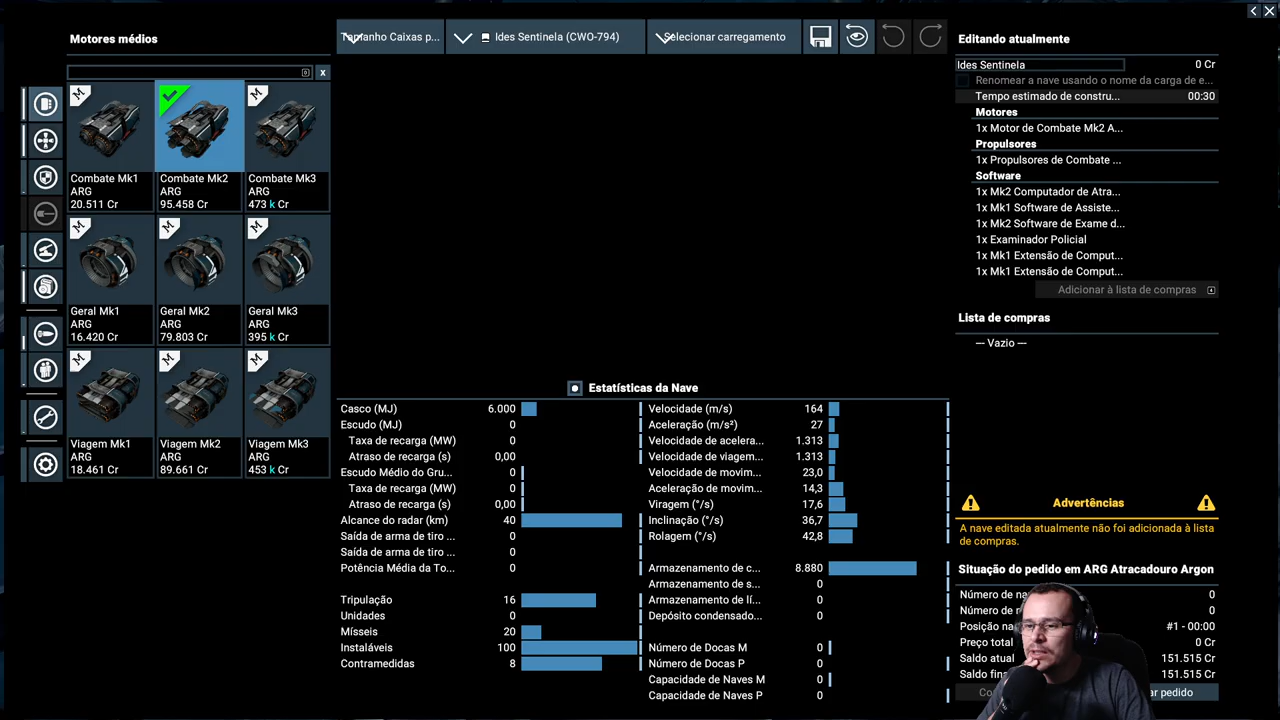 Motores médios
x
M
M
Combate Mk1
ARG
20.511 Cr
Combate Mk2
ARG
95.458 Cr
Combate Mk3
ARG
473 k Cr
M
M
M
Geral Mk1
ARG
16.420 Cr
Geral Mk2
ARG
79.803 Cr
Geral Mk3
ARG
395 k Cr
M
M
M
Viagem Mk1
ARG
18.461 Cr
Viagem Mk2
ARG
89.661 Cr
Viagem Mk3
ARG
453 k Cr
Tamanho Caixas p...
Ides Sentinela (CWO-794)
Selecionar carregamento
Estatísticas da Nave
Casco (MJ) 6.000
Escudo (MJ) 0
Taxa de recarga (MW) 0
Atraso de recarga (s) 0,00
Escudo Médio do Gru... 0
Taxa de recarga (MW) 0
Atraso de recarga (s) 0,00
Alcance do radar (km) 40
Saída de arma de tiro ... 0
Saída de arma de tiro ... 0
Potência Média da To... 0
Tripulação 16
Unidades 0
Mísseis 20
Instaláveis 100
Contramedidas 8
Velocidade (m/s) 164
Aceleração (m/s²) 27
Velocidade de acelera... 1.313
Velocidade de viagem... 1.313
Velocidade de movim... 23,0
Aceleração de movim... 14,3
Viragem (°/s) 17,6
Inclinação (°/s) 36,7
Rolagem (°/s) 42,8
Armazenamento de c... 8.880
Armazenamento de s... 0
Armazenamento de lí... 0
Depósito condensado... 0
Número de Docas M 0
Número de Docas P 0
Capacidade de Naves M 0
Capacidade de Naves P 0
Editando atualmente
Ides Sentinela 0 Cr
Renomear a nave usando o nome da carga de e...
Tempo estimado de constru... 00:30
Motores
1x Motor de Combate Mk2 A...
Propulsores
1x Propulsores de Combate ...
Software
1x Mk2 Computador de Atra...
1x Mk1 Software de Assiste...
1x Mk2 Software de Exame d...
1x Examinador Policial
1x Mk1 Extensão de Comput...
1x Mk1 Extensão de Comput...
Adicionar à lista de compras
Lista de compras
— Vazio —
Advertências
A nave editada atualmente não foi adicionada à lista
de compras.
Situação do pedido em ARG Atracadouro Argon
Número de na 0
Número de 0
Posição na #1 - 00:00
Preço total 0 Cr
Saldo atual 151.515 Cr
Saldo fina 151.515 Cr
ar pedido